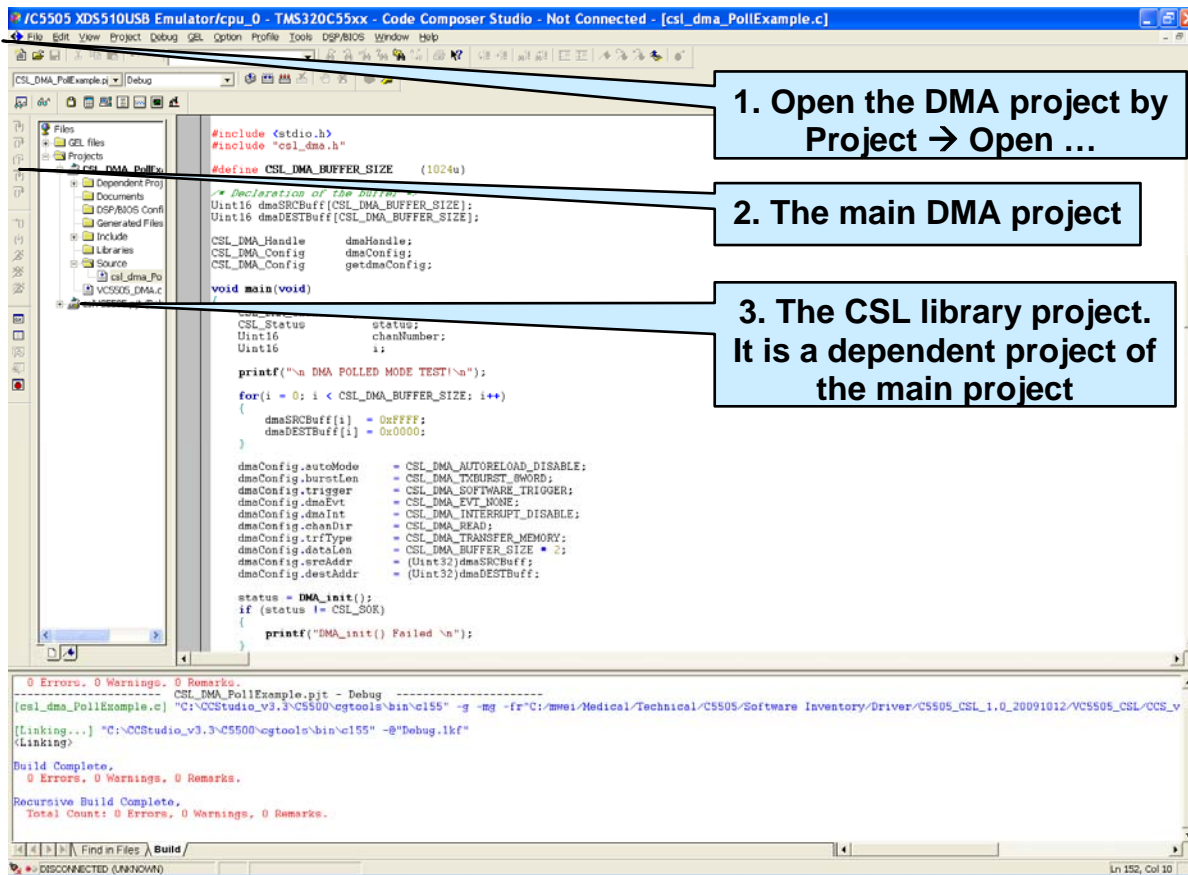 /C5505 XDS510USB Emulator/cpu_0 - TMS320C55xx - Code Composer Studio - Not Connected - [csl_dma_PollExample.c]
File Edit View Project Debug GEL Option Profile Tools DSP/BIOS Window Help
CSL_DMA_PollExample.pj Debug
1. Open the DMA project by
Project → Open …
2. The main DMA project
3. The CSL library project.
It is a dependent project of
the main project
Files
GEL files
Projects
CSL_DMA_PollEx
Dependent Proj
Documents
DSP/BIOS Confi
Generated Files
Include
Libraries
Source
csl_dma_Po
VC5505_DMA.c
#include <stdio.h>
#include "csl_dma.h"
#define CSL_DMA_BUFFER_SIZE (1024u)
/* Declaration of the buffer */
Uint16 dmaSRCBuff[CSL_DMA_BUFFER_SIZE];
Uint16 dmaDESTBuff[CSL_DMA_BUFFER_SIZE];
CSL_DMA_Handle dmaHandle;
CSL_DMA_Config dmaConfig;
CSL_DMA_Config getdmaConfig;
void main(void)
{
CSL_Status status;
Uint16 chanNumber;
Uint16 i;
printf("\n DMA POLLED MODE TEST!\n");
for(i = 0; i < CSL_DMA_BUFFER_SIZE; i++)
{
dmaSRCBuff[i] = 0xFFFF;
dmaDESTBuff[i] = 0x0000;
}
dmaConfig.autoMode = CSL_DMA_AUTORELOAD_DISABLE;
dmaConfig.burstLen = CSL_DMA_TXBURST_8WORD;
dmaConfig.trigger = CSL_DMA_SOFTWARE_TRIGGER;
dmaConfig.dmaEvt = CSL_DMA_EVT_NONE;
dmaConfig.dmaInt = CSL_DMA_INTERRUPT_DISABLE;
dmaConfig.chanDir = CSL_DMA_READ;
dmaConfig.trfType = CSL_DMA_TRANSFER_MEMORY;
dmaConfig.dataLen = CSL_DMA_BUFFER_SIZE * 2;
dmaConfig.srcAddr = (Uint32)dmaSRCBuff;
dmaConfig.destAddr = (Uint32)dmaDESTBuff;
status = DMA_init();
if (status != CSL_SOK)
{
printf("DMA_init() Failed \n");
}
0 Errors, 0 Warnings, 0 Remarks.
--------------------- CSL_DMA_PollExample.pjt - Debug ---------------------
[csl_dma_PollExample.c] "C:\CCStudio_v3.3\C5500\cgtools\bin\cl55" -g -mg -fr"C:/mwei/Medical/Technical/C5505/Software Inventory/Driver/C5505_CSL_1.0_20091012/VC5505_CSL/CCS_v
[Linking...] "C:\CCStudio_v3.3\C5500\cgtools\bin\cl55" -@"Debug.lkf"
<Linking>
Build Complete,
0 Errors, 0 Warnings, 0 Remarks.
Recursive Build Complete,
Total Count: 0 Errors, 0 Warnings, 0 Remarks.
Find in Files Build
DISCONNECTED (UNKNOWN) Ln 152, Col 10